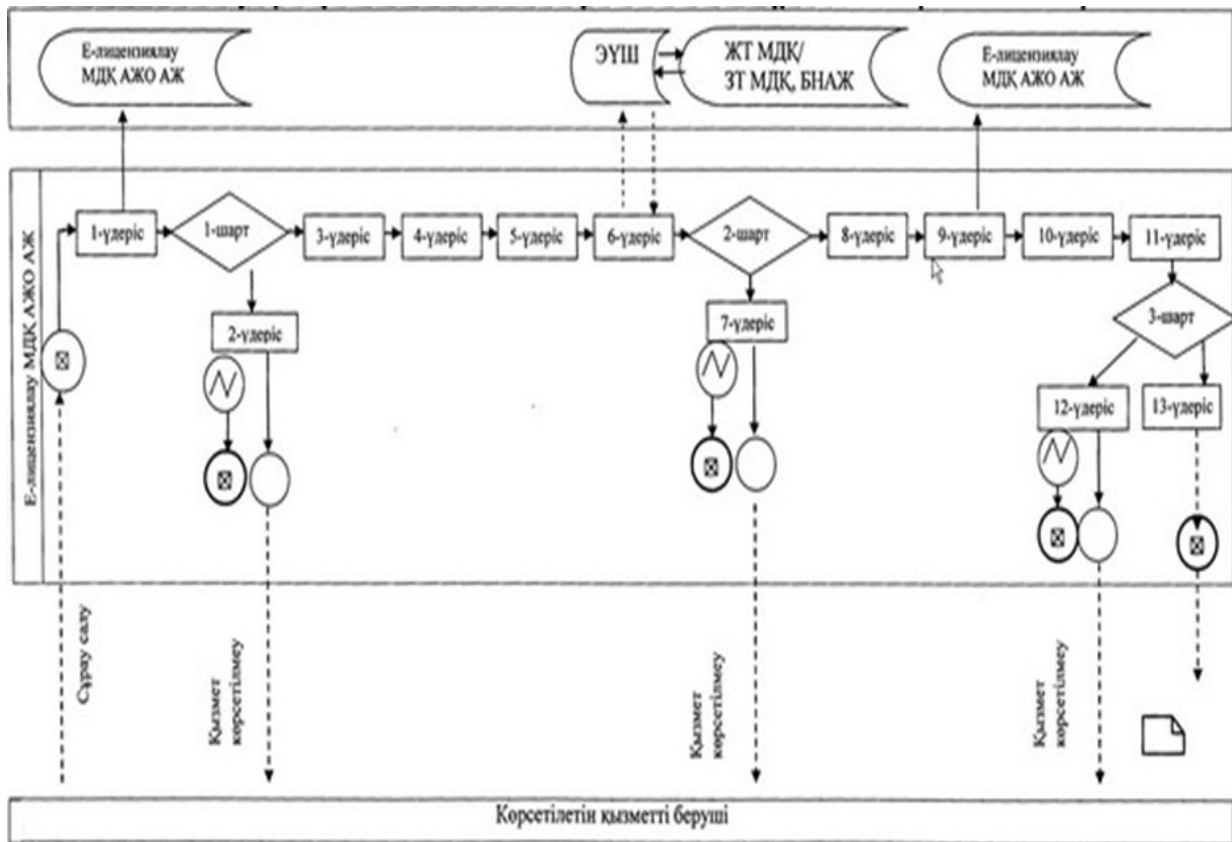 Е-лицензиялау
МДҚ АЖО АЖ
ЭҮШ
ЖТ МДҚ/
ЗТ МДҚ, БНАЖ
Е-лицензиялау
МДҚ АЖО АЖ
Е-лицензиялау МДҚ АЖО АЖ
1-үдеріс
1-шарт
3-үдеріс
4-үдеріс
5-үдеріс
6-үдеріс
2-шарт
8-үдеріс
9-үдеріс
10-үдеріс
11-үдеріс
2-үдеріс
7-үдеріс
3-шарт
12-үдеріс
13-үдеріс
Сұрау салу
Қызмет
көрсетілмеу
Қызмет
көрсетілмеу
Қызмет
көрсетілмеу
Көрсетілетін қызметті беруші